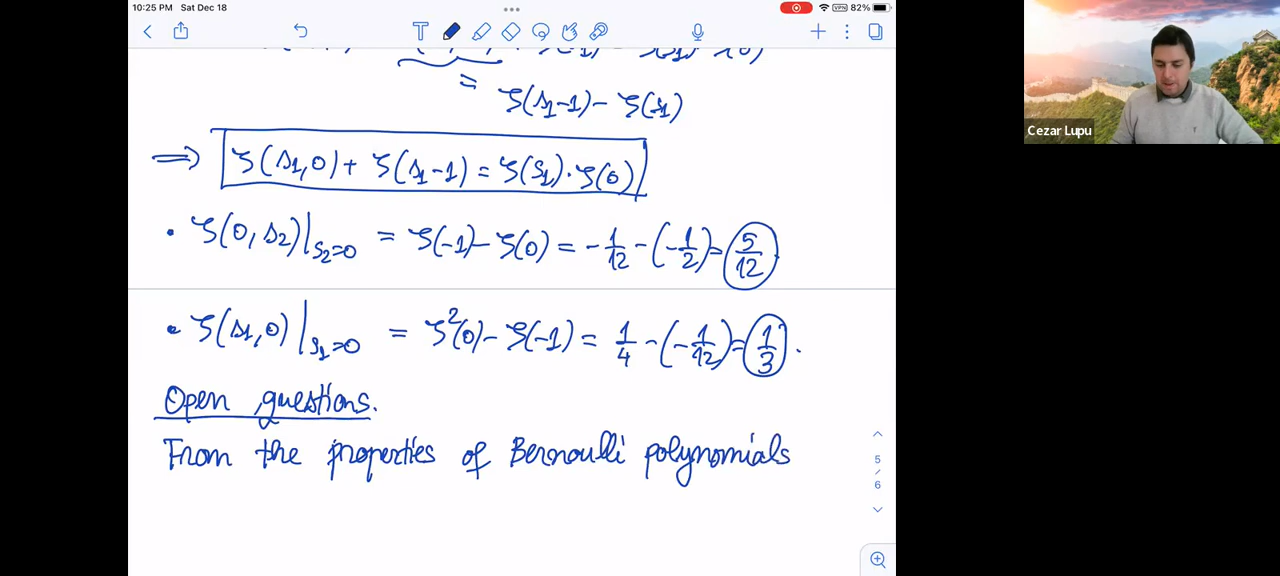 10:25 PM Sat Dec 18
VPN 82%
=
ζ(s₁-1) - ζ(s₁)
⟹ ζ(s₁,0) + ζ(s₁-1) = ζ(s₁)·ζ(0)
• ζ(0,s₂)|s₂=0 = ζ(-1) - ζ(0) = -1/12 - (-1/2) = 5/12
• ζ(s₁,0)|s₁=0 = ζ²(0) - ζ(-1) = 1/4 - (-1/12) = 1/3.
Open questions.
From the properties of Bernoulli polynomials
5
/
6
Cezar Lupu